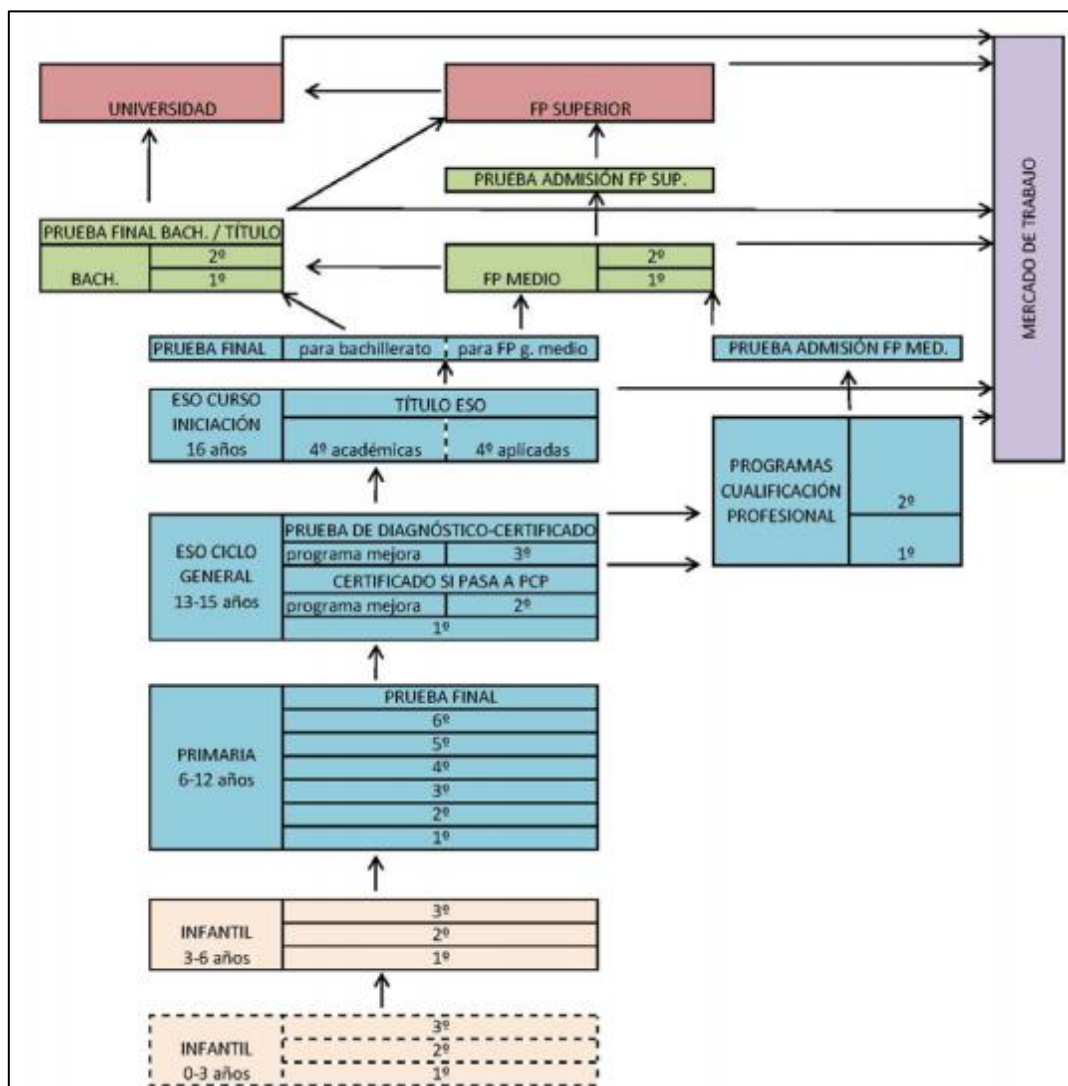 UNIVERSIDAD
FP SUPERIOR
MERCADO DE TRABAJO
PRUEBA ADMISIÓN FP SUP.
PRUEBA FINAL BACH. / TÍTULO
BACH.
2º
1º
FP MEDIO
2º
1º
PRUEBA FINAL
para bachillerato
para FP g. medio
PRUEBA ADMISIÓN FP MED.
ESO CURSO
INICIACIÓN
16 años
TÍTULO ESO
4º académicas
4º aplicadas
PROGRAMAS
CUALIFICACIÓN
PROFESIONAL
2º
1º
ESO CICLO
GENERAL
13-15 años
PRUEBA DE DIAGNÓSTICO-CERTIFICADO
programa mejora
3º
CERTIFICADO SI PASA A PCP
programa mejora
2º
1º
PRIMARIA
6-12 años
PRUEBA FINAL
6º
5º
4º
3º
2º
1º
INFANTIL
3-6 años
3º
2º
1º
INFANTIL
0-3 años
3º
2º
1º